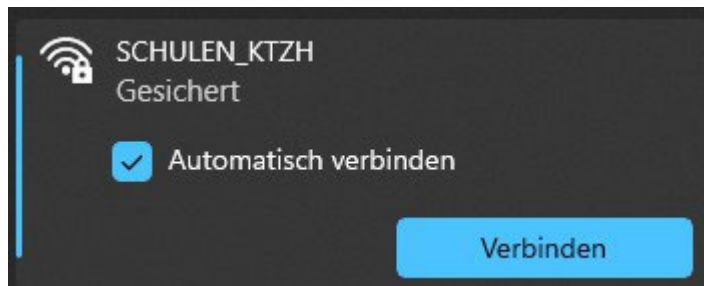 SCHULEN_KTZH
Gesichert
Automatisch verbinden
Verbinden